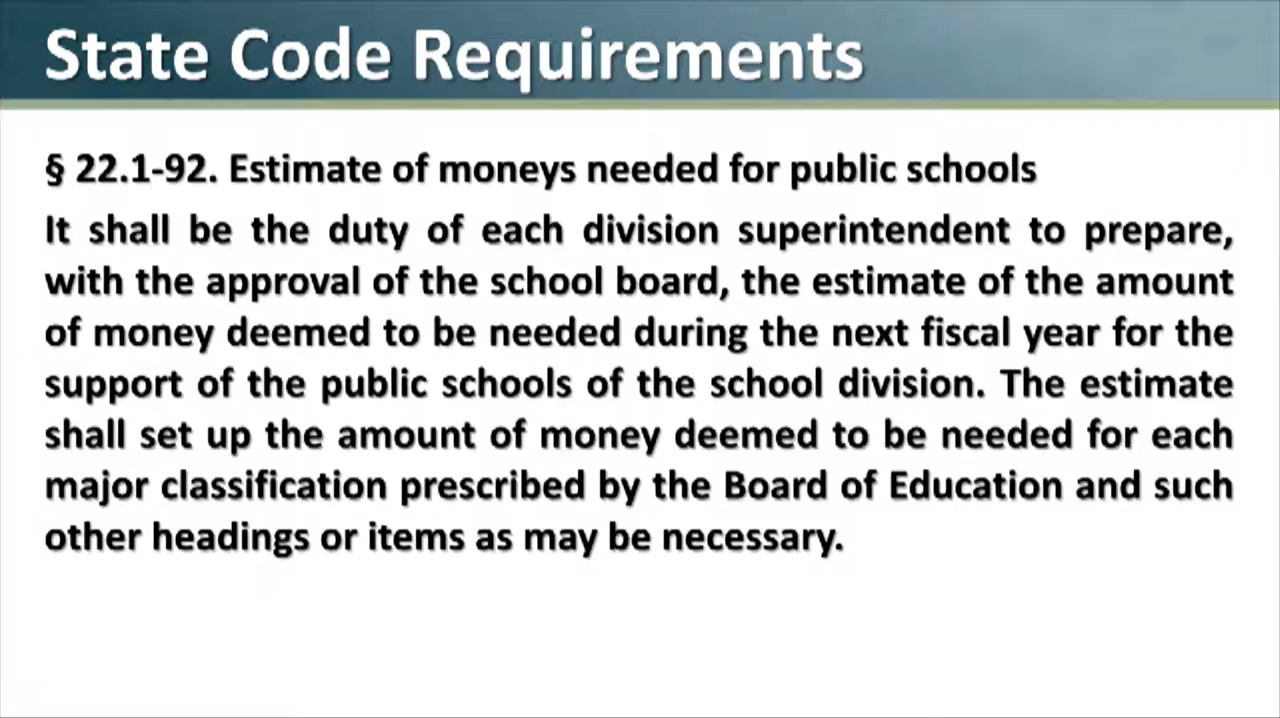 State Code Requirements
§ 22.1-92. Estimate of moneys needed for public schools
It shall be the duty of each division superintendent to prepare,
with the approval of the school board, the estimate of the amount
of money deemed to be needed during the next fiscal year for the
support of the public schools of the school division. The estimate
shall set up the amount of money deemed to be needed for each
major classification prescribed by the Board of Education and such
other headings or items as may be necessary.